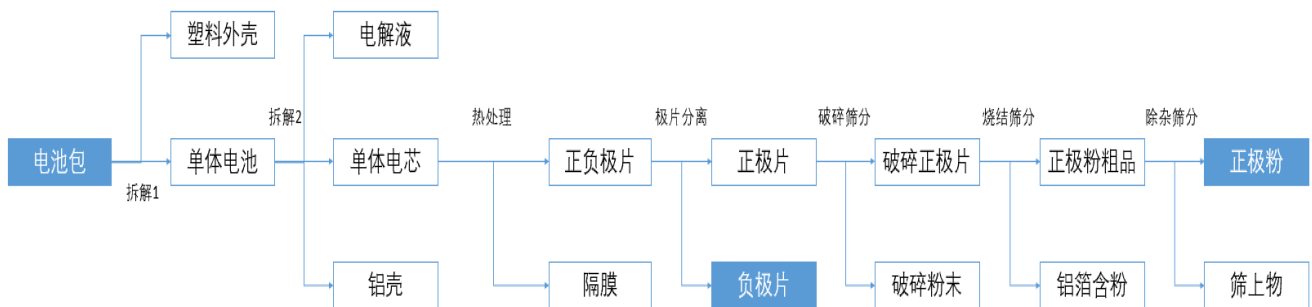 塑料外壳
电解液
拆解2
热处理
极片分离
破碎筛分
烧结筛分
除杂筛分
电池包
单体电池
单体电芯
正负极片
正极片
破碎正极片
正极粉粗品
正极粉
拆解1
铝壳
隔膜
负极片
破碎粉末
铝箔含粉
筛上物